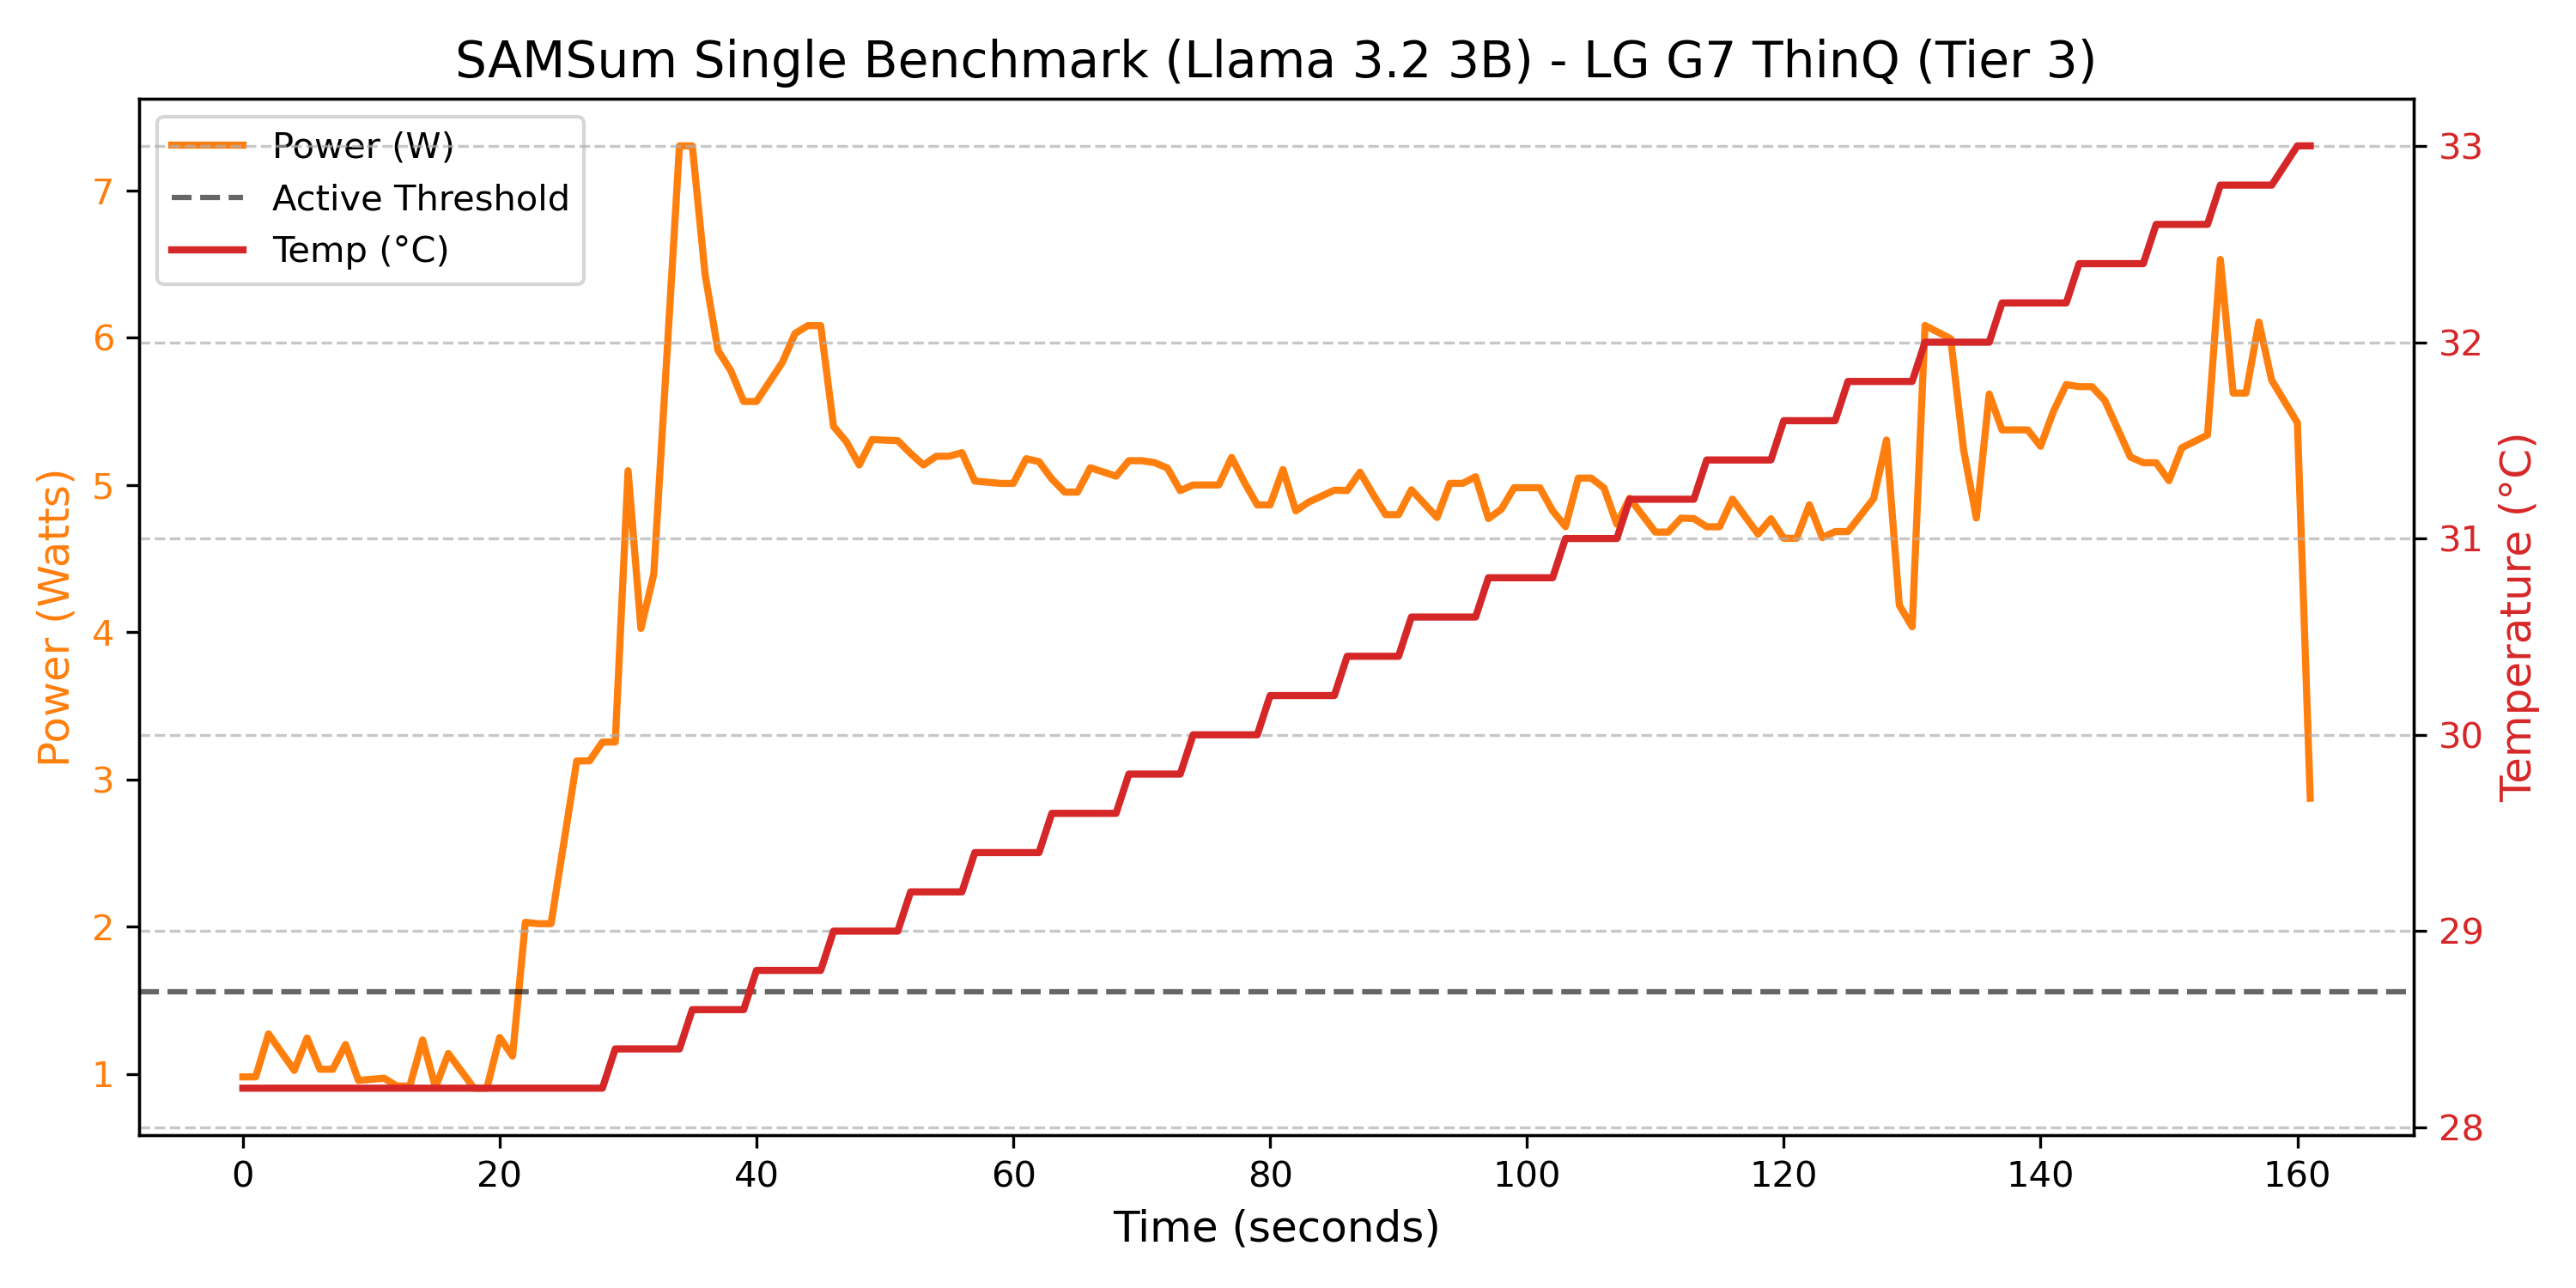 SAMSum Single Benchmark (Llama 3.2 3B) - LG G7 ThinQ (Tier 3)
Power (W)
Active Threshold
Temp (°C)
Power (Watts)
7
6
5
4
3
2
1
33
32
31
30
29
28
Temperature (°C)
0 20 40 60 80 100 120 140 160
Time (seconds)